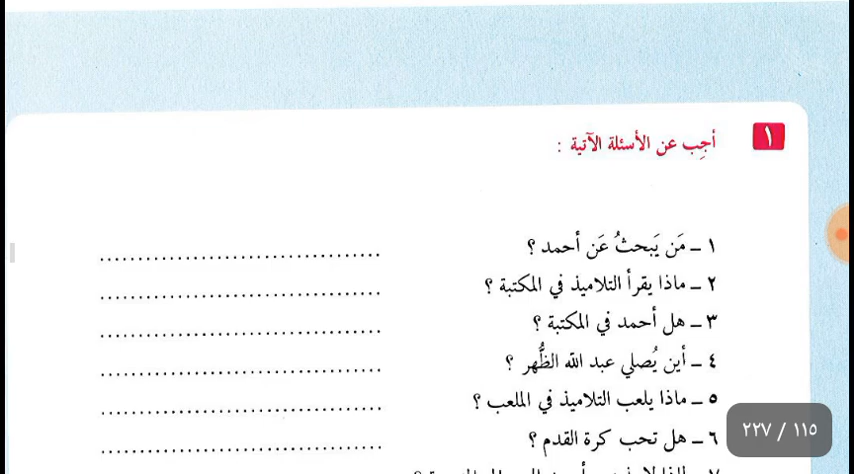 ١
أجِب عن الأسئلة الآتية :
١ – مَن يَبحثُ عَن أحمد ؟ ....................................
٢ – ماذا يقرأ التلاميذ في المكتبة ؟ ....................................
٣ – هل أحمد في المكتبة ؟ ....................................
٤ – أين يُصلي عبد الله الظُّهر ؟ ....................................
٥ – ماذا يلعب التلاميذ في الملعب ؟ ....................................
٦ – هل تحب كرة القدم ؟ ....................................
١١٥ / ٢٢٧